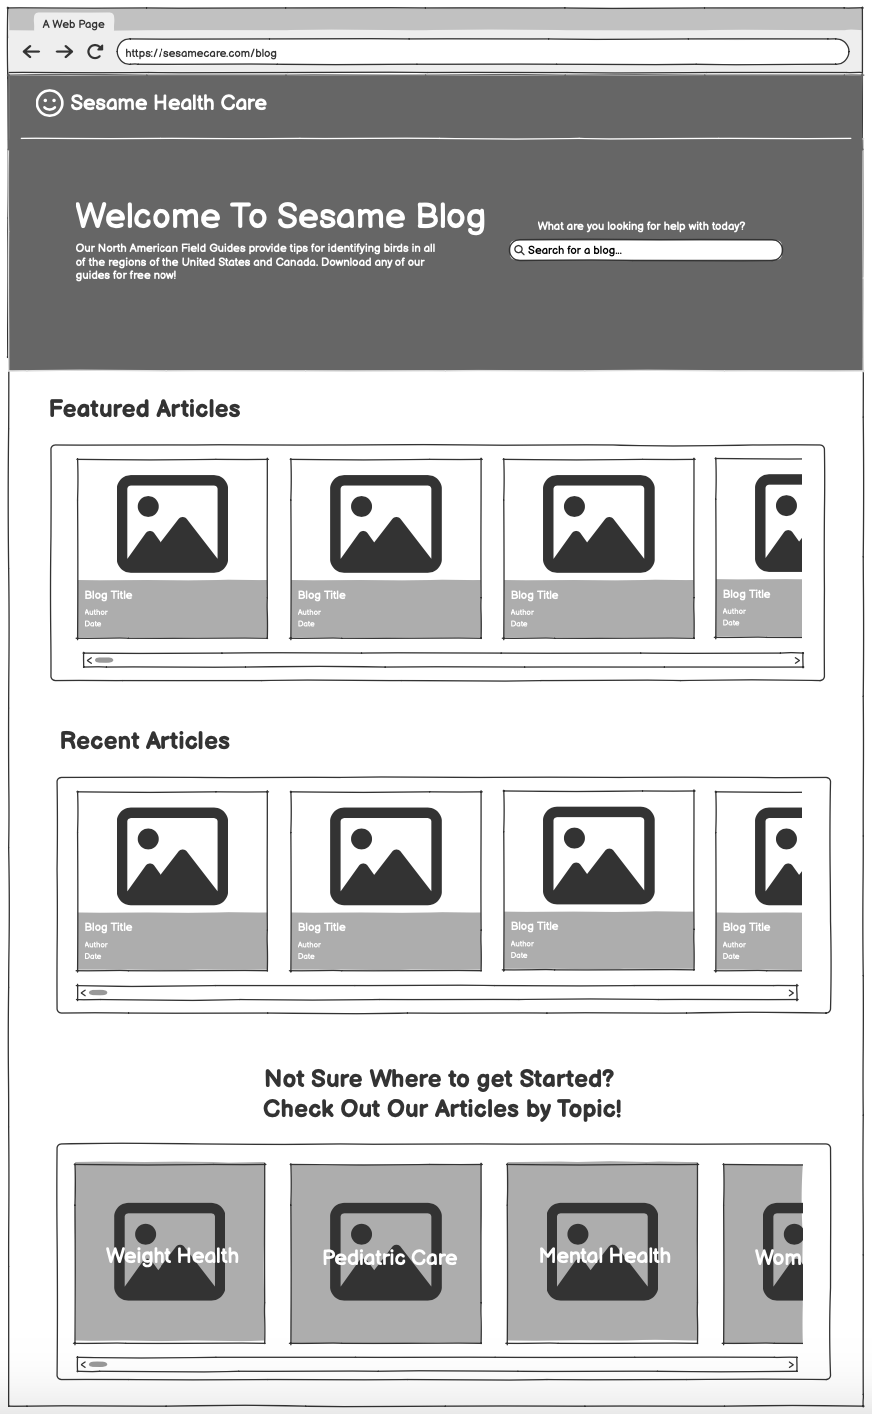 A Web Page
https://sesamecare.com/blog
Sesame Health Care
Welcome To Sesame Blog
Our North American Field Guides provide tips for identifying birds in all
of the regions of the United States and Canada. Download any of our
guides for free now!
What are you looking for help with today?
Search for a blog...
Featured Articles
Blog Title
Author
Date
Blog Title
Author
Date
Blog Title
Author
Date
Blog Title
Author
Date
Recent Articles
Blog Title
Author
Date
Blog Title
Author
Date
Blog Title
Author
Date
Blog Title
Author
Date
Not Sure Where to get Started?
Check Out Our Articles by Topic!
Weight Health
Pediatric Care
Mental Health
Wom